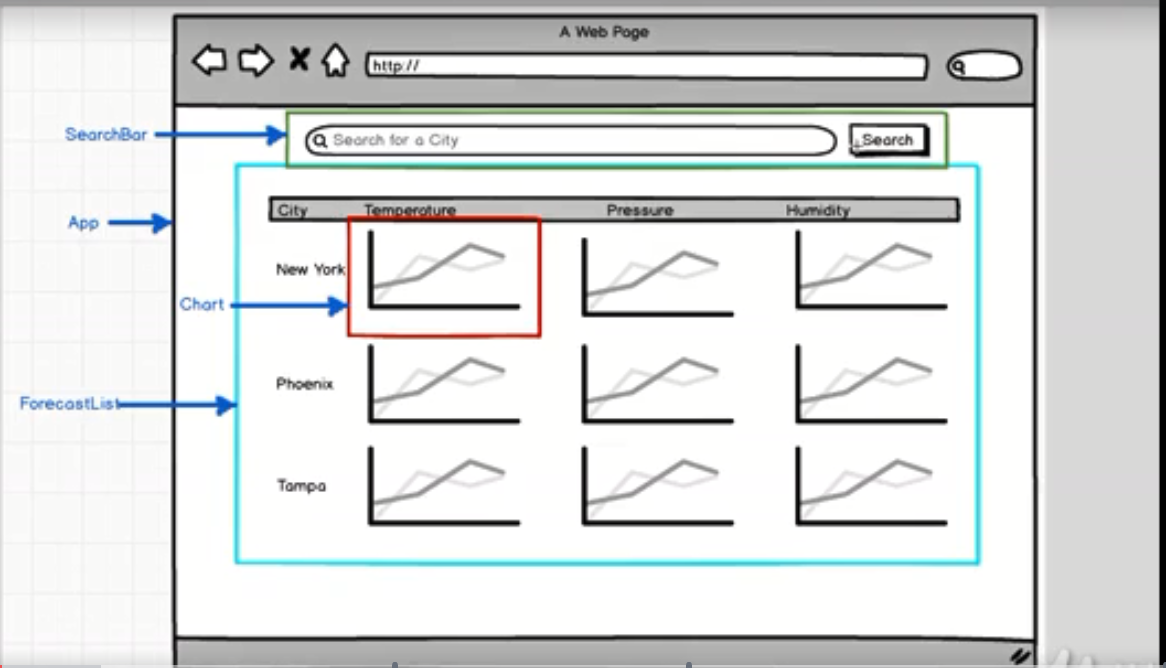 A Web Page
http://
SearchBar
Search for a City
Search
App
City Temperature Pressure Humidity
New York
Chart
Phoenix
ForecastList
Tampa